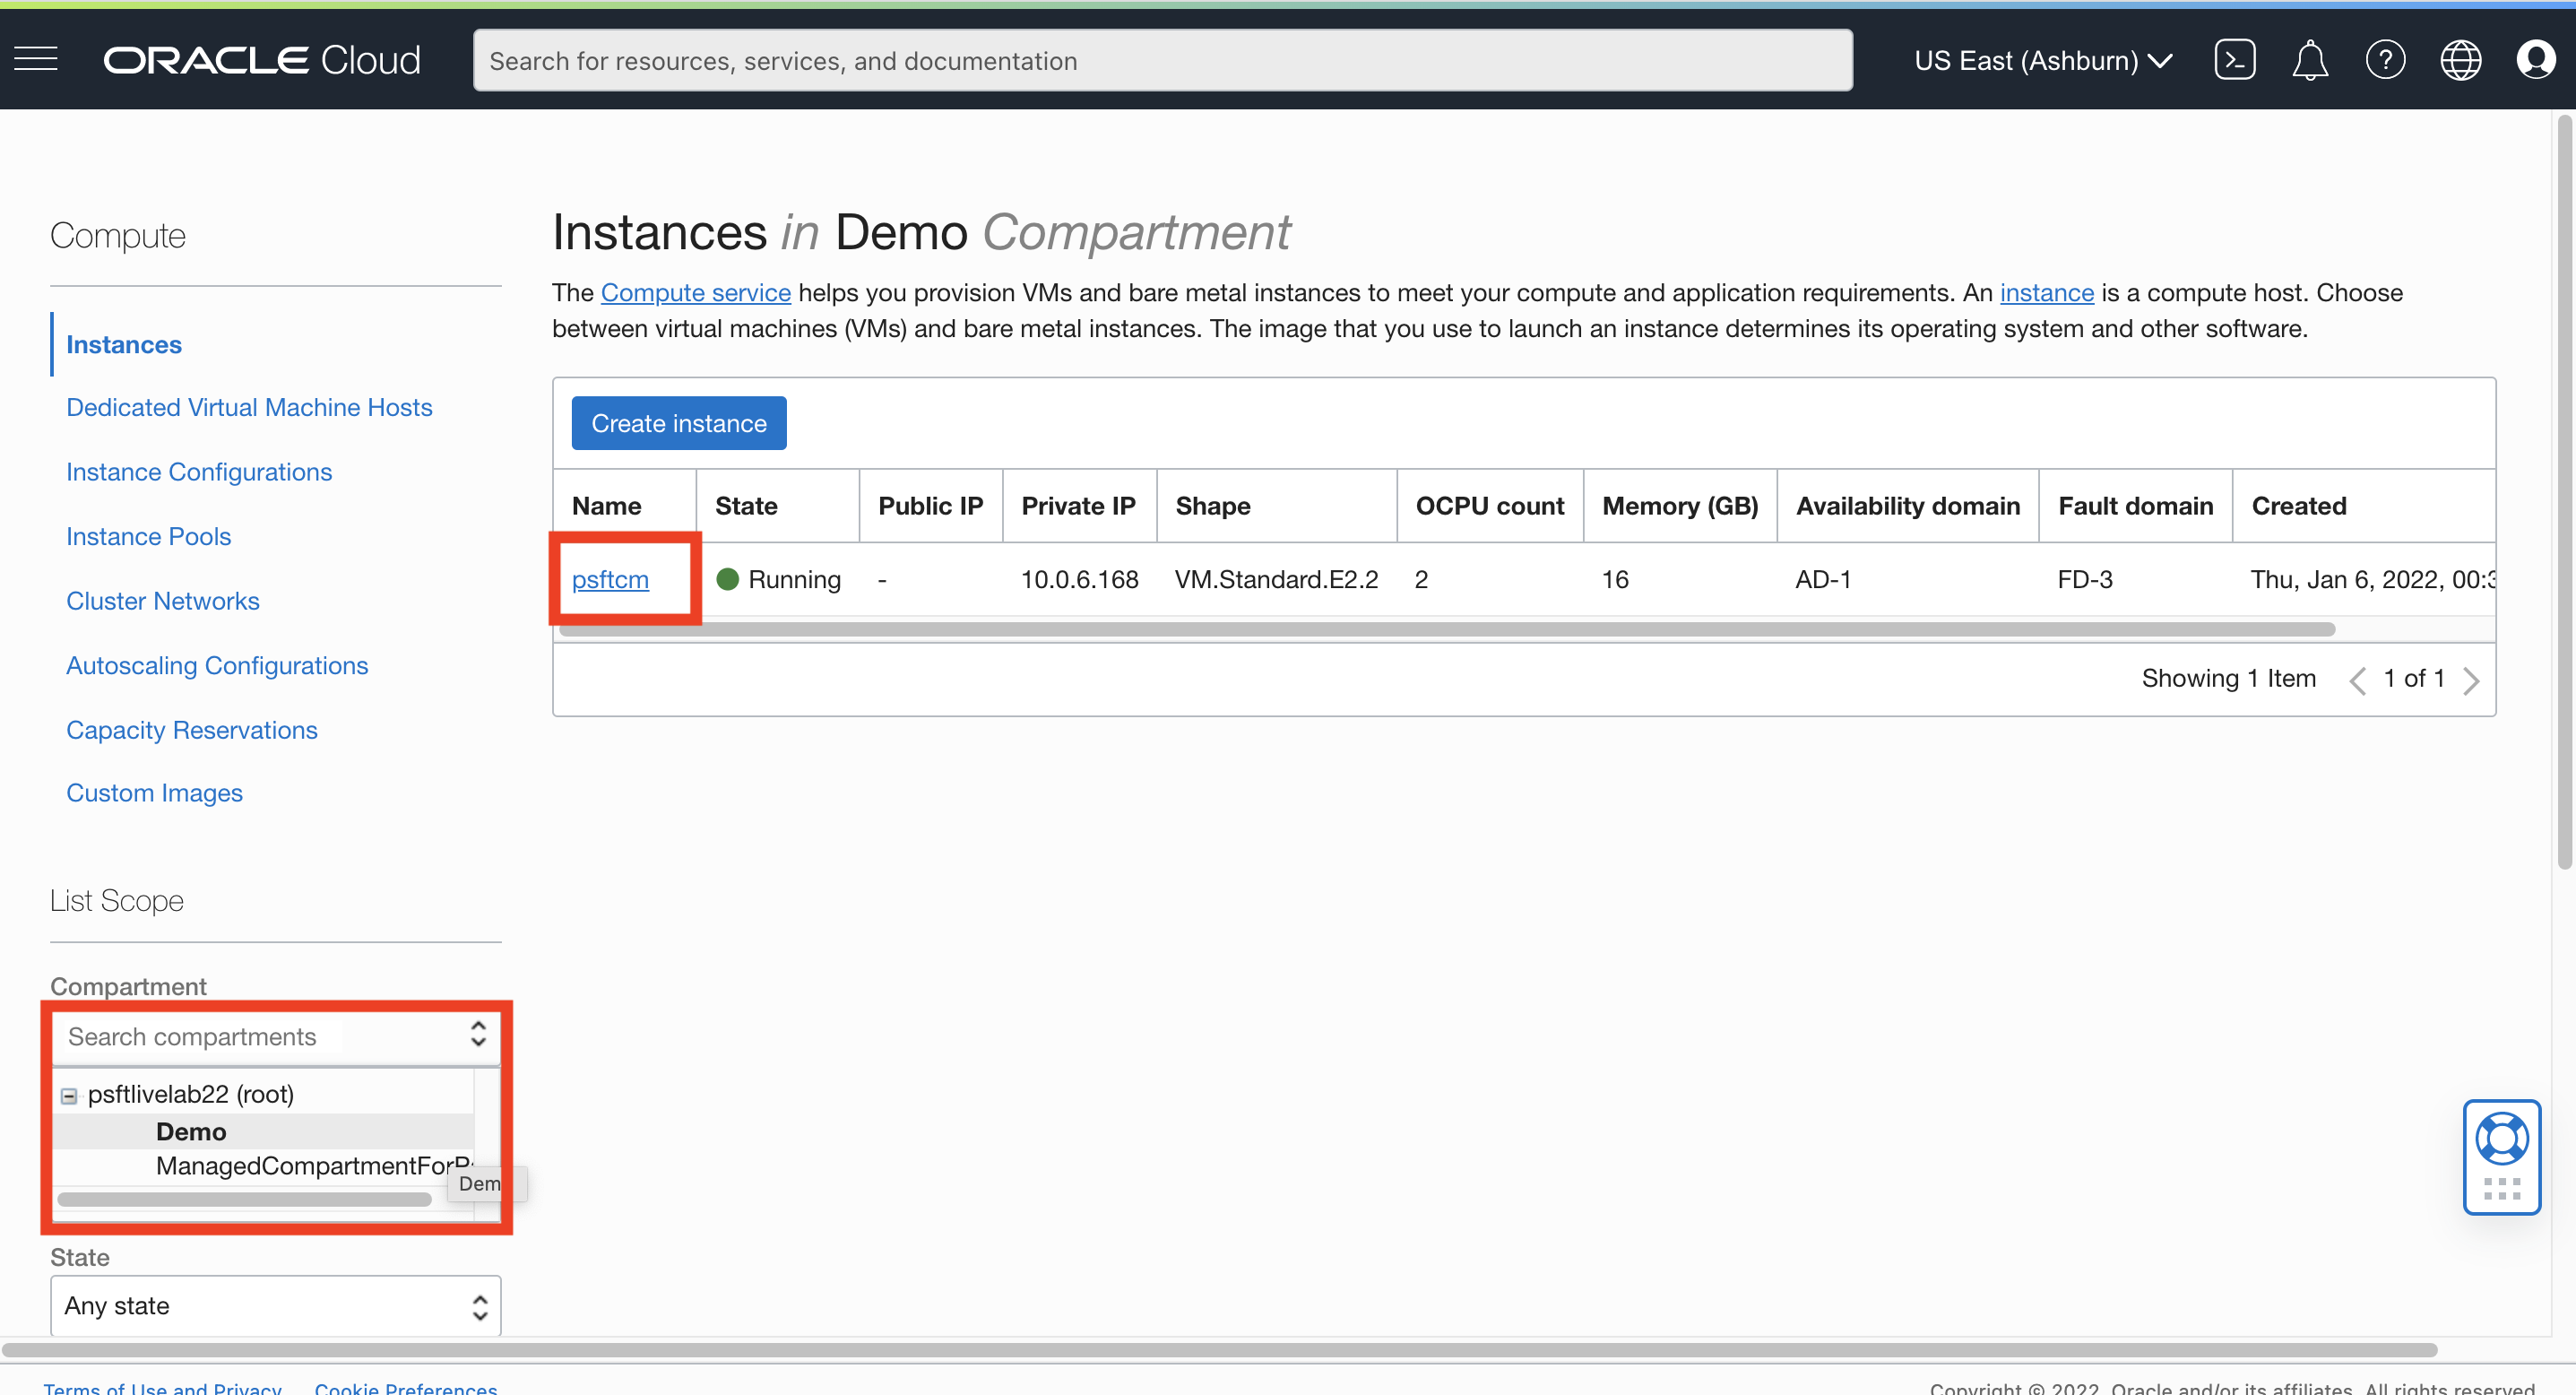 ORACLE Cloud
Search for resources, services, and documentation
US East (Ashburn)
Compute
Instances
Dedicated Virtual Machine Hosts
Instance Configurations
Instance Pools
Cluster Networks
Autoscaling Configurations
Capacity Reservations
Custom Images
List Scope
Compartment
Search compartments
psftlivelab22 (root)
Demo
ManagedCompartmentForP
Dem
State
Any state
Instances in Demo Compartment
The Compute service helps you provision VMs and bare metal instances to meet your compute and application requirements. An instance is a compute host. Choose
between virtual machines (VMs) and bare metal instances. The image that you use to launch an instance determines its operating system and other software.
Create instance
Name State Public IP Private IP Shape OCPU count Memory (GB) Availability domain Fault domain Created
psftcm Running - 10.0.6.168 VM.Standard.E2.2 2 16 AD-1 FD-3 Thu, Jan 6, 2022, 00:3
Showing 1 Item 1 of 1
Terms of Use and Privacy Cookie Preferences
Copyright © 2022, Oracle and/or its affiliates. All rights reserved.